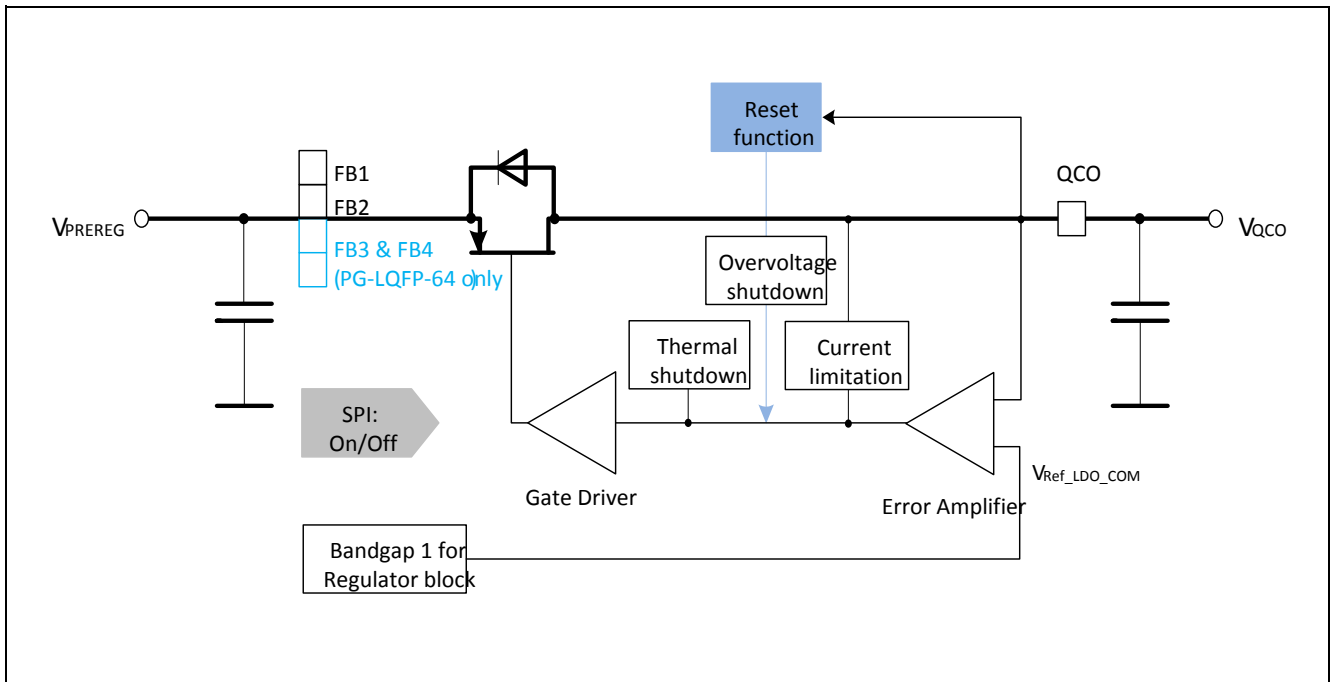 Reset
function
FB1
QCO
FB2
VPREREG
VQCO
FB3 & FB4
(PG-LQFP-64 only)
Overvoltage
shutdown
Thermal
shutdown
Current
limitation
SPI:
On/Off
VRef_LDO_COM
Gate Driver
Error Amplifier
Bandgap 1 for
Regulator block